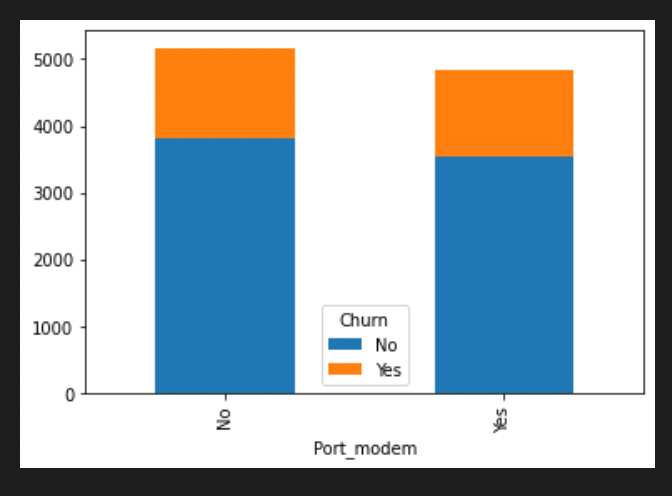 5000
4000
3000
2000
1000
0
Churn
No
Yes
No
Yes
Port_modem